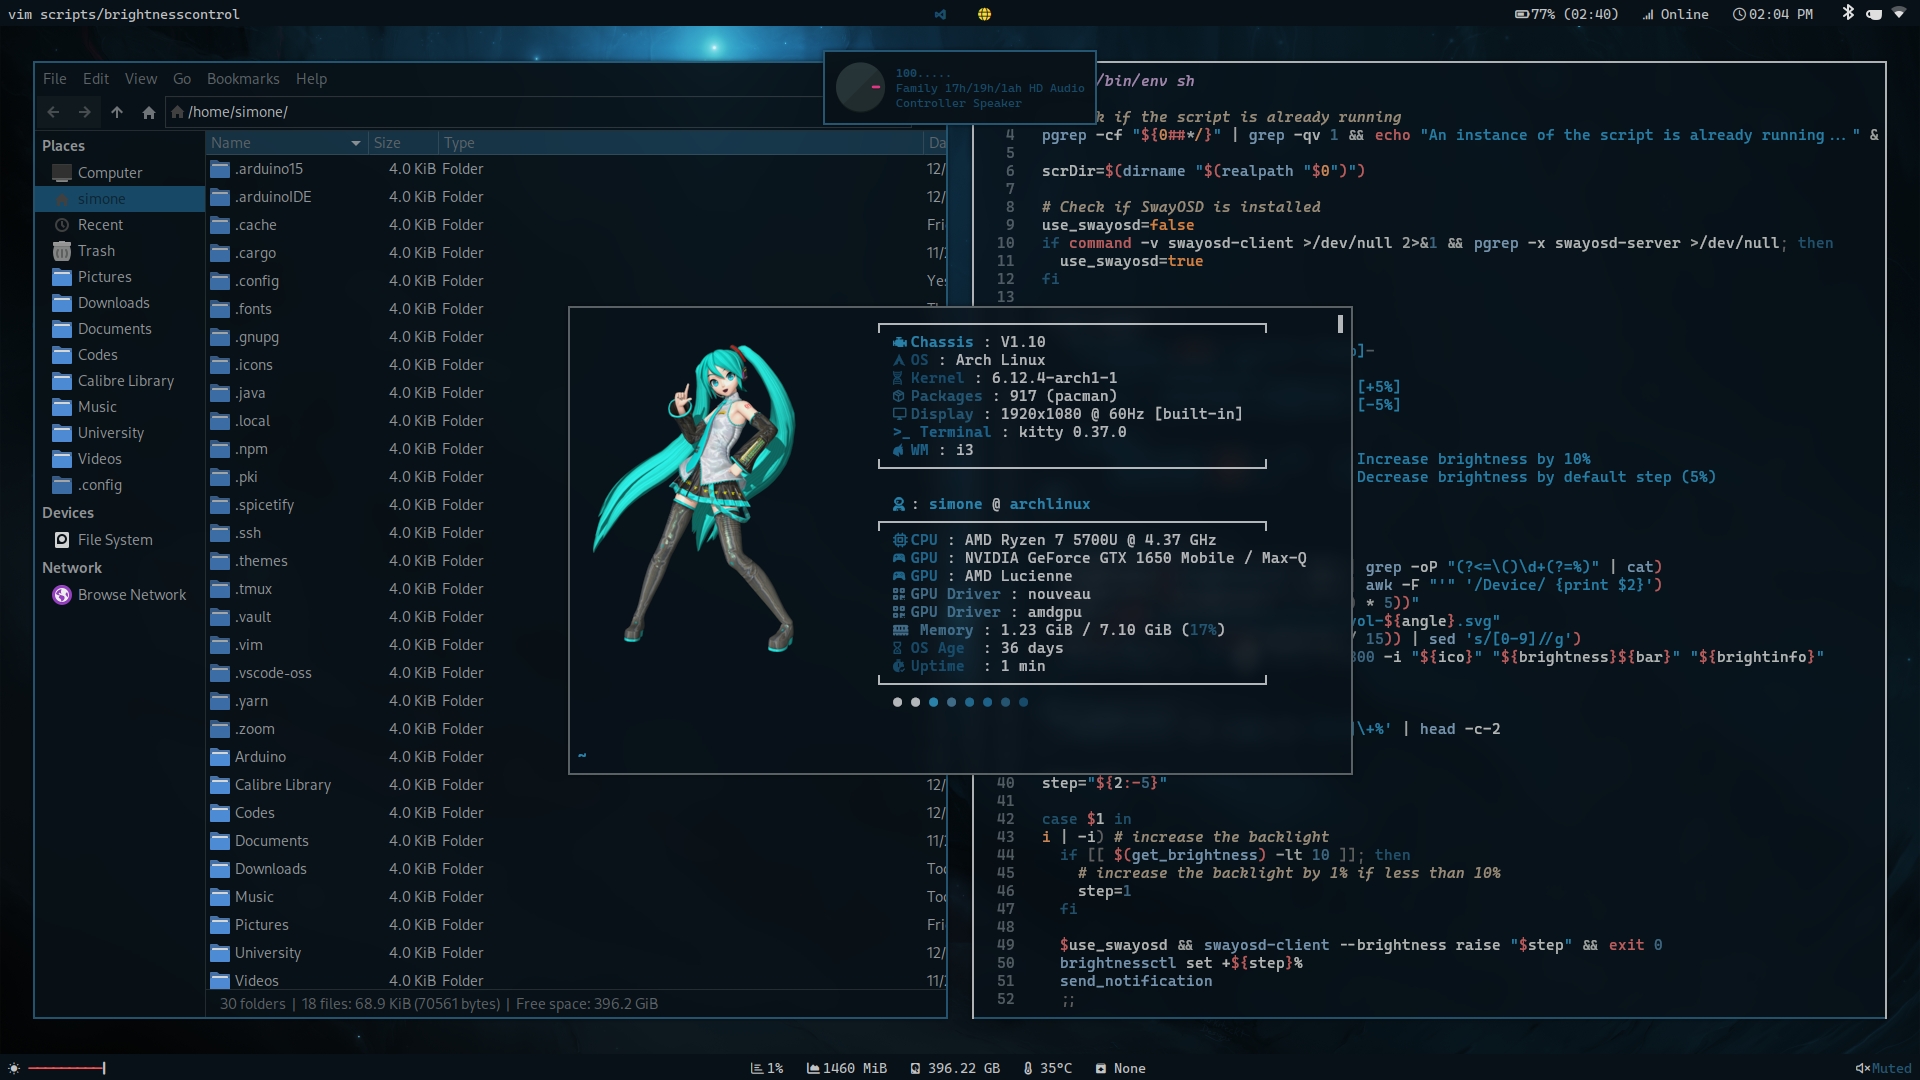 vim scripts/brightnesscontrol
77% (02:40)
Online
02:04 PM
File Edit View Go Bookmarks Help
/home/simone/
Places
Computer
simone
Recent
Trash
Pictures
Downloads
Documents
Codes
Calibre Library
Music
University
Videos
.config
Devices
File System
Network
Browse Network
Name Size Type Da
.arduino15 4.0 KiB Folder 12/
.arduinoIDE 4.0 KiB Folder 12/
.cache 4.0 KiB Folder Fri
.cargo 4.0 KiB Folder 11/
.config 4.0 KiB Folder Yes
.fonts 4.0 KiB Folder
.gnupg 4.0 KiB Folder
.icons 4.0 KiB Folder
.java 4.0 KiB Folder
.local 4.0 KiB Folder
.npm 4.0 KiB Folder
.pki 4.0 KiB Folder
.spicetify 4.0 KiB Folder
.ssh 4.0 KiB Folder
.themes 4.0 KiB Folder
.tmux 4.0 KiB Folder
.vault 4.0 KiB Folder
.vim 4.0 KiB Folder
.vscode-oss 4.0 KiB Folder
.yarn 4.0 KiB Folder
.zoom 4.0 KiB Folder
Arduino 4.0 KiB Folder
Calibre Library 4.0 KiB Folder 12/
Codes 4.0 KiB Folder 12/
Documents 4.0 KiB Folder 11/
Downloads 4.0 KiB Folder Too
Music 4.0 KiB Folder Too
Pictures 4.0 KiB Folder Fri
University 4.0 KiB Folder 12/
Videos 4.0 KiB Folder 11/
30 folders | 18 files: 68.9 KiB (70561 bytes) | Free space: 396.2 GiB
100.....
Family 17h/19h/1ah HD Audio
Controller Speaker
Chassis : V1.10
OS : Arch Linux
Kernel : 6.12.4-arch1-1
Packages : 917 (pacman)
Display : 1920x1080 @ 60Hz [built-in]
>_ Terminal : kitty 0.37.0
WM : i3
: simone @ archlinux
CPU : AMD Ryzen 7 5700U @ 4.37 GHz
GPU : NVIDIA GeForce GTX 1650 Mobile / Max-Q
GPU : AMD Lucienne
GPU Driver : nouveau
GPU Driver : amdgpu
Memory : 1.23 GiB / 7.10 GiB (17%)
OS Age : 36 days
Uptime : 1 min
~
/bin/env sh
k if the script is already running
4 pgrep -cf "${0##*/}" | grep -qv 1 && echo "An instance of the script is already running..." &
5
6 scrDir=$(dirname "$(realpath "$0")")
7
8 # Check if SwayOSD is installed
9 use_swayosd=false
10 if command -v swayosd-client >/dev/null 2>&1 && pgrep -x swayosd-server >/dev/null; then
11 use_swayosd=true
12 fi
13
]-
[+5%]
[-5%]
Increase brightness by 10%
Decrease brightness by default step (5%)
grep -oP "(?<=\()\d+(?=%)" | cat)
awk -F "'" '/Device/ {print $2}')
* 5))"
vol-${angle}.svg"
/ 15)) | sed 's/[0-9]//g')
800 -i "${ico}" "${brightness}${bar}" "${brightinfo}"
\+%' | head -c-2
40 step="${2:-5}"
41
42 case $1 in
43 i | -i) # increase the backlight
44 if [[ $(get_brightness) -lt 10 ]]; then
45 # increase the backlight by 1% if less than 10%
46 step=1
47 fi
48
49 $use_swayosd && swayosd-client --brightness raise "$step" && exit 0
50 brightnessctl set +${step}%
51 send_notification
52 ;;
1%
1460 MiB
396.22 GB
35°C
None
Muted